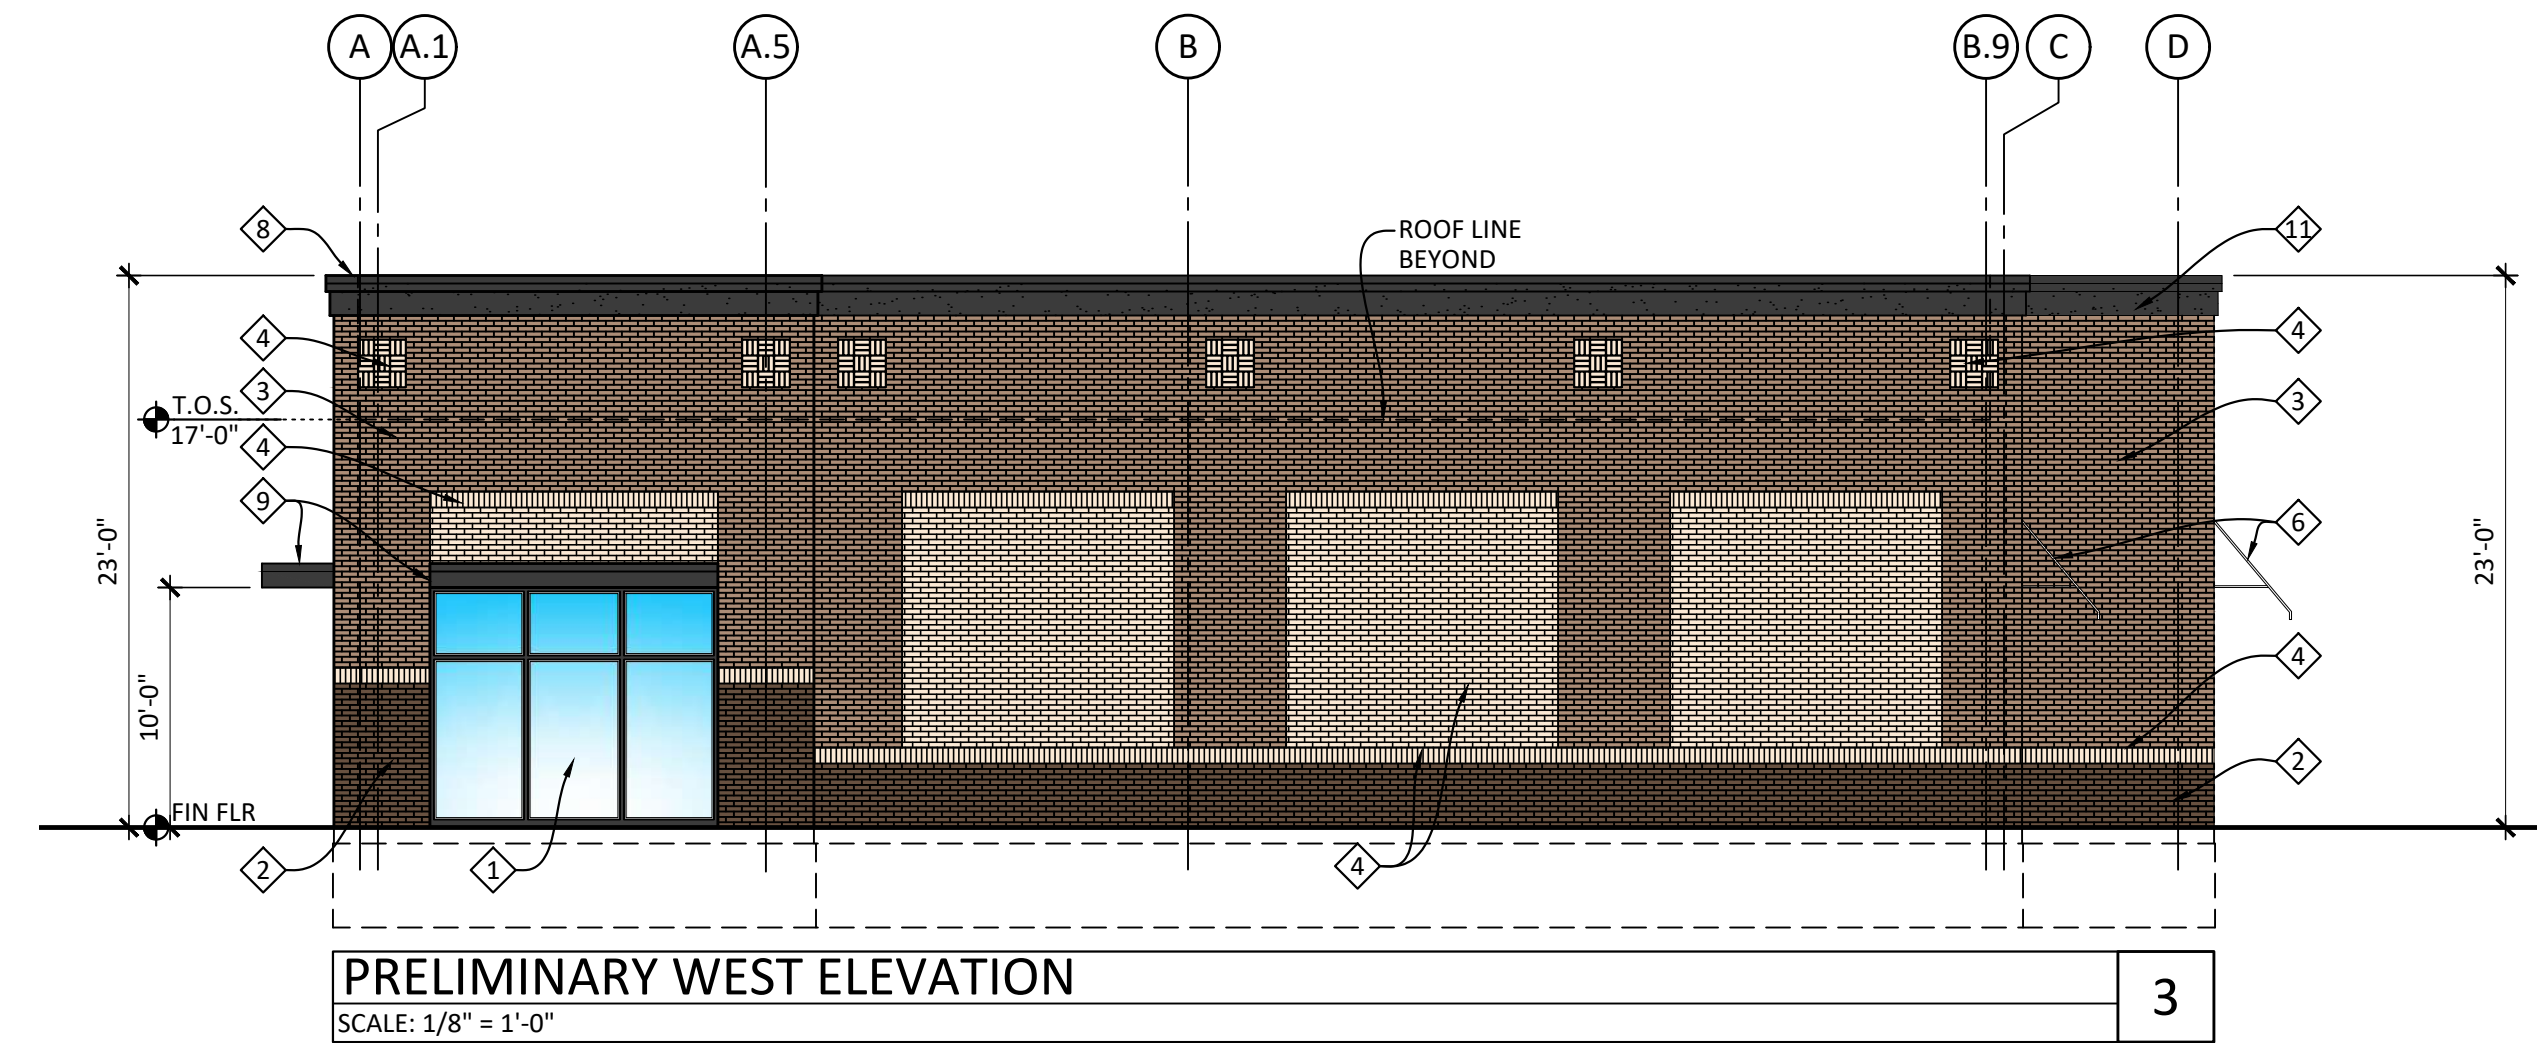 A A.1 A.5 B B.9 C D
8 ROOF LINE 11
BEYOND
4 4
3 3
T.O.S.
17'-0"
4
9 6
23'-0" 23'-0"
10'-0"
4
2
FIN FLR
2 1 4
PRELIMINARY WEST ELEVATION
3
SCALE: 1/8" = 1'-0"